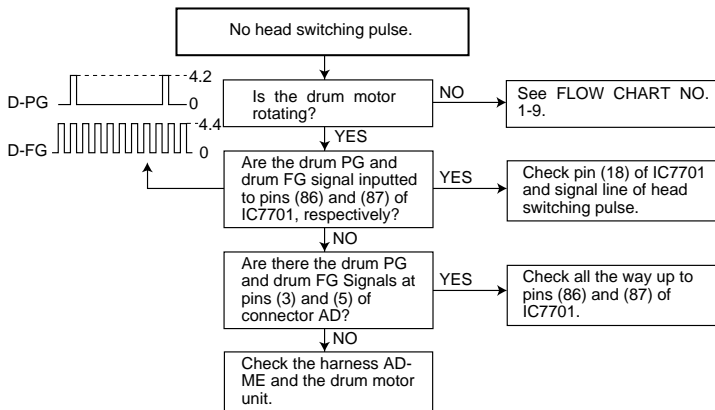 No head switching pulse.
4.2
D-PG
0
4.4
D-FG
0
Is the drum motor
rotating?
NO
See FLOW CHART NO.
1-9.
YES
Are the drum PG and
drum FG signal inputted
to pins (86) and (87) of
IC7701, respectively?
YES
Check pin (18) of IC7701
and signal line of head
switching pulse.
NO
Are there the drum PG
and drum FG Signals at
pins (3) and (5) of
connector AD?
YES
Check all the way up to
pins (86) and (87) of
IC7701.
NO
Check the harness AD-
ME and the drum motor
unit.